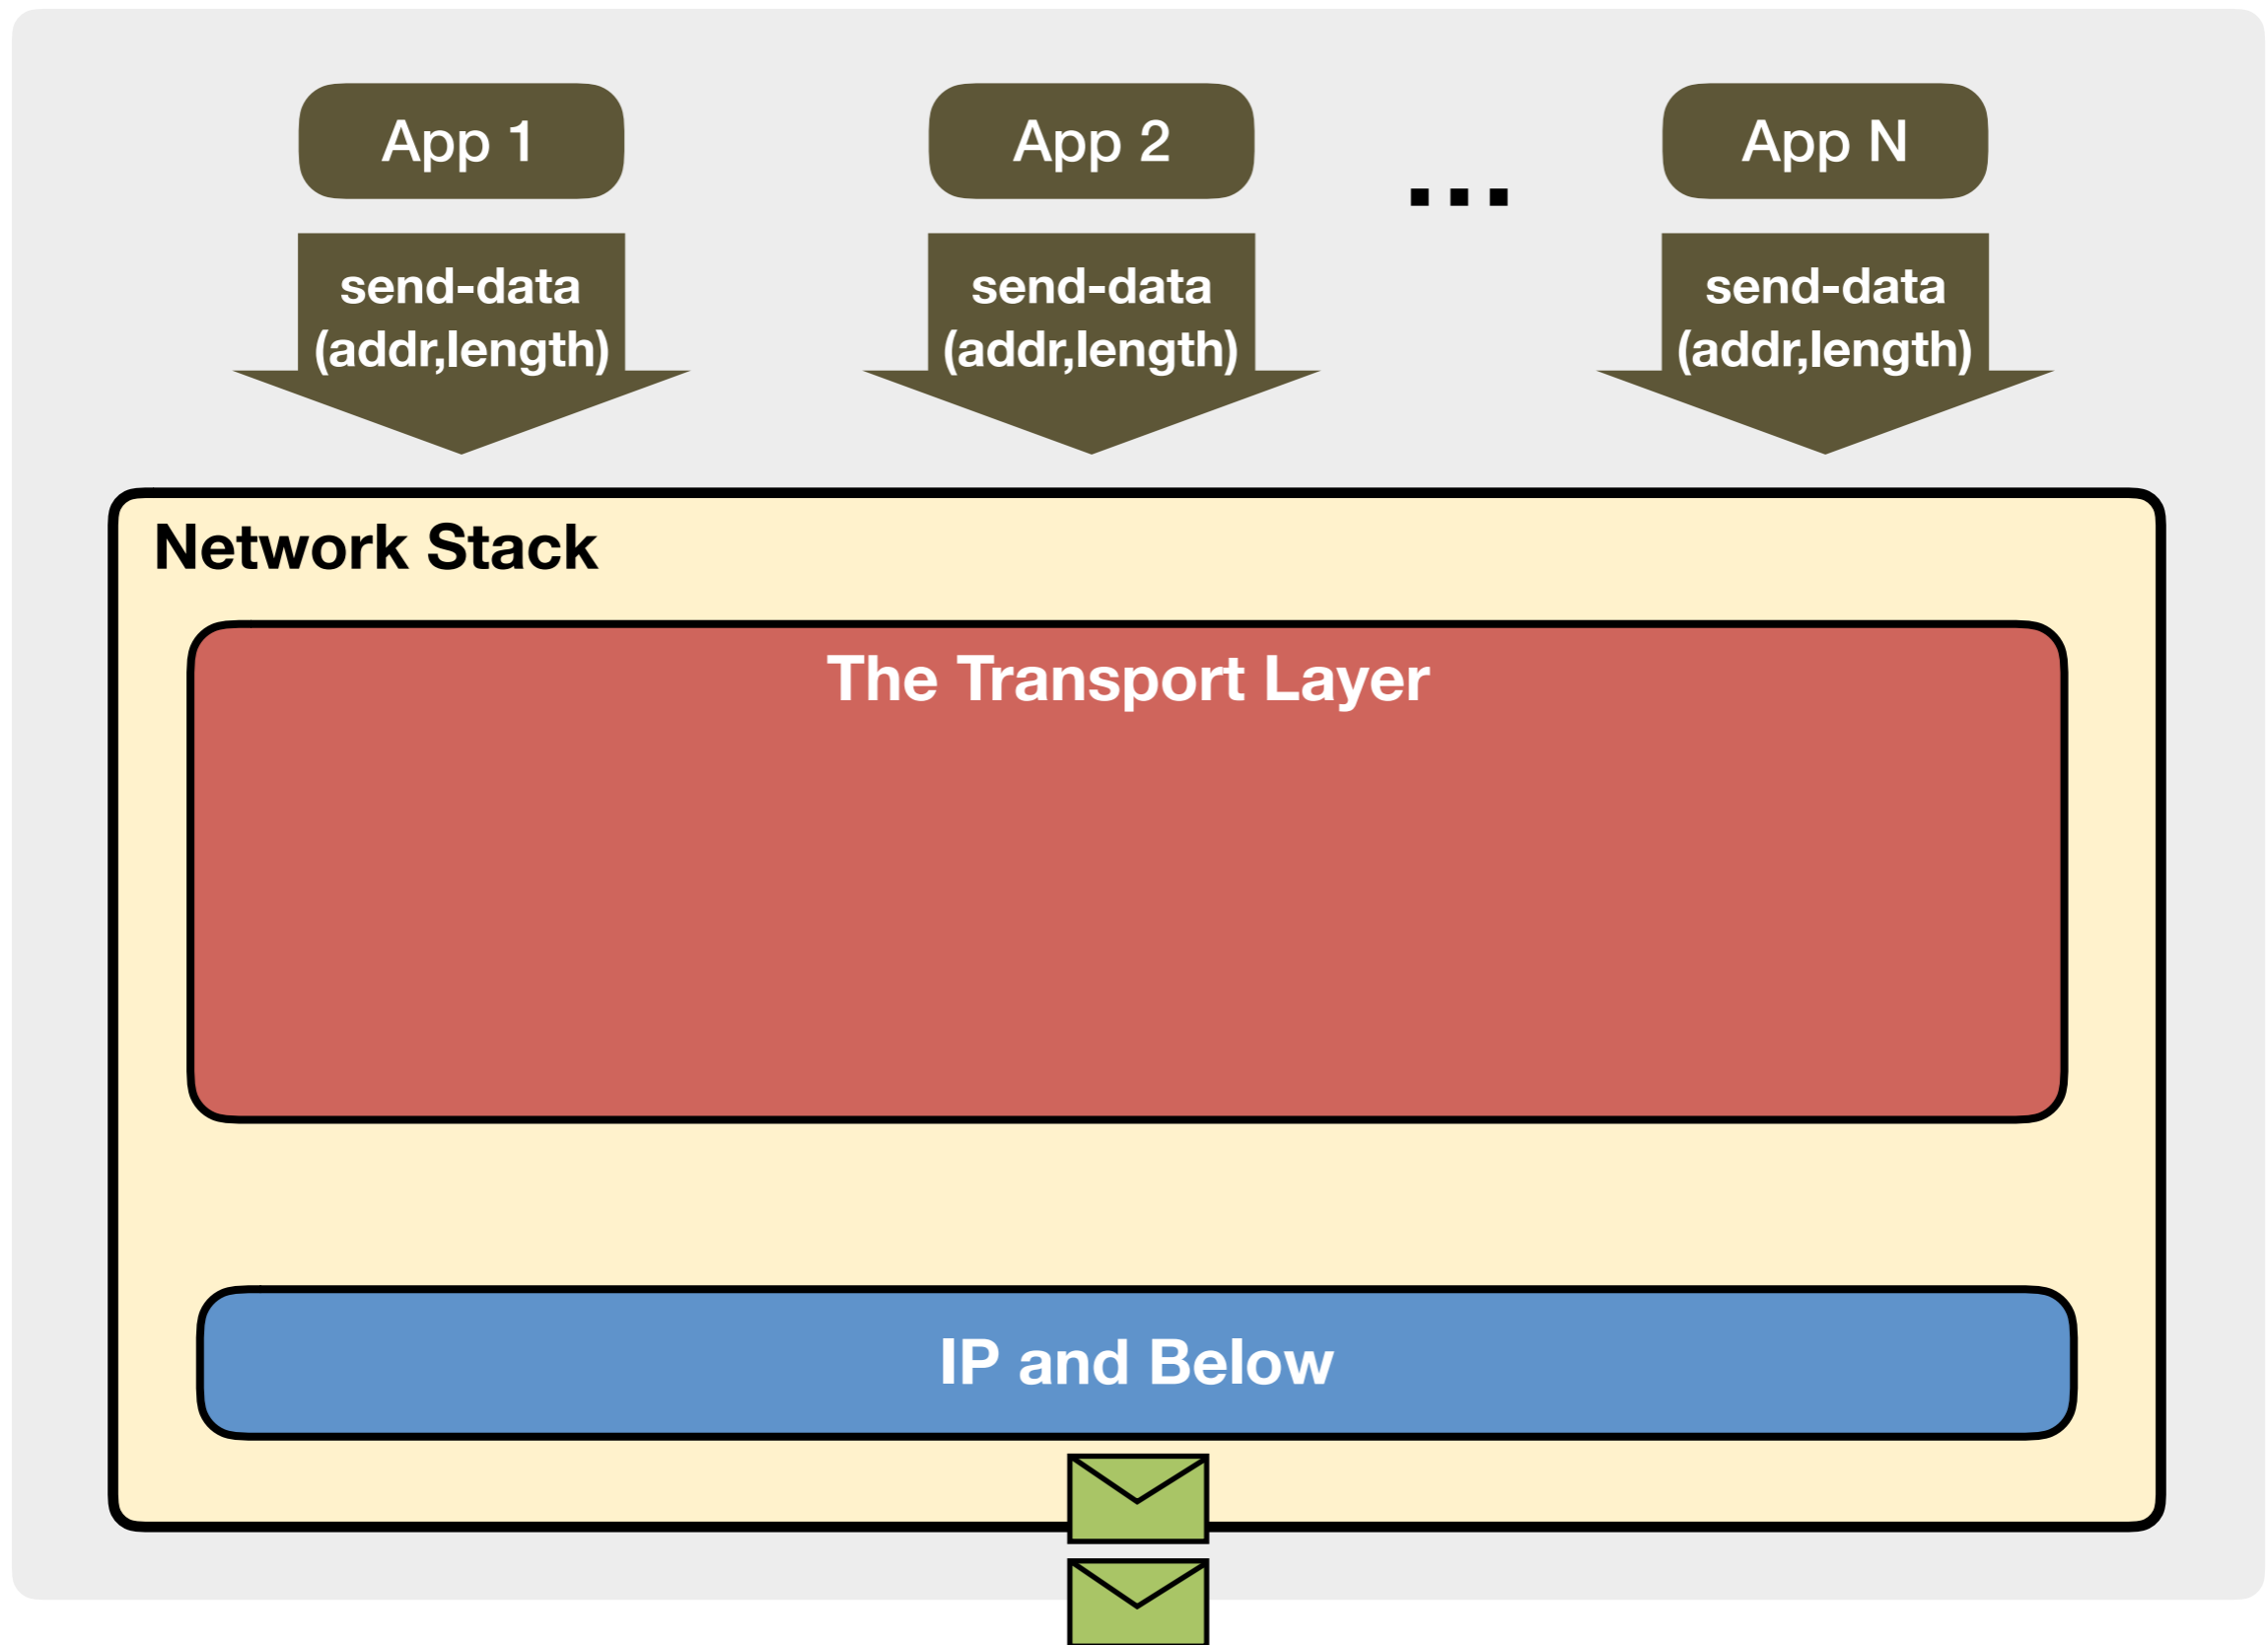 App 1
App 2
...
App N
send-data
(addr,length)
send-data
(addr,length)
send-data
(addr,length)
Network Stack
The Transport Layer
IP and Below